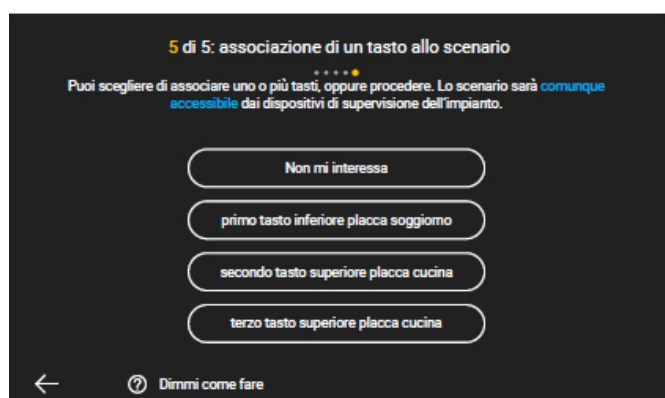 5 di 5: associazione di un tasto allo scenario
Puoi scegliere di associare uno o più tasti, oppure procedere. Lo scenario sarà comunque
accessibile dai dispositivi di supervisione dell'impianto.
Non mi interessa
primo tasto inferiore placca soggiorno
secondo tasto superiore placca cucina
terzo tasto superiore placca cucina
Dimmi come fare